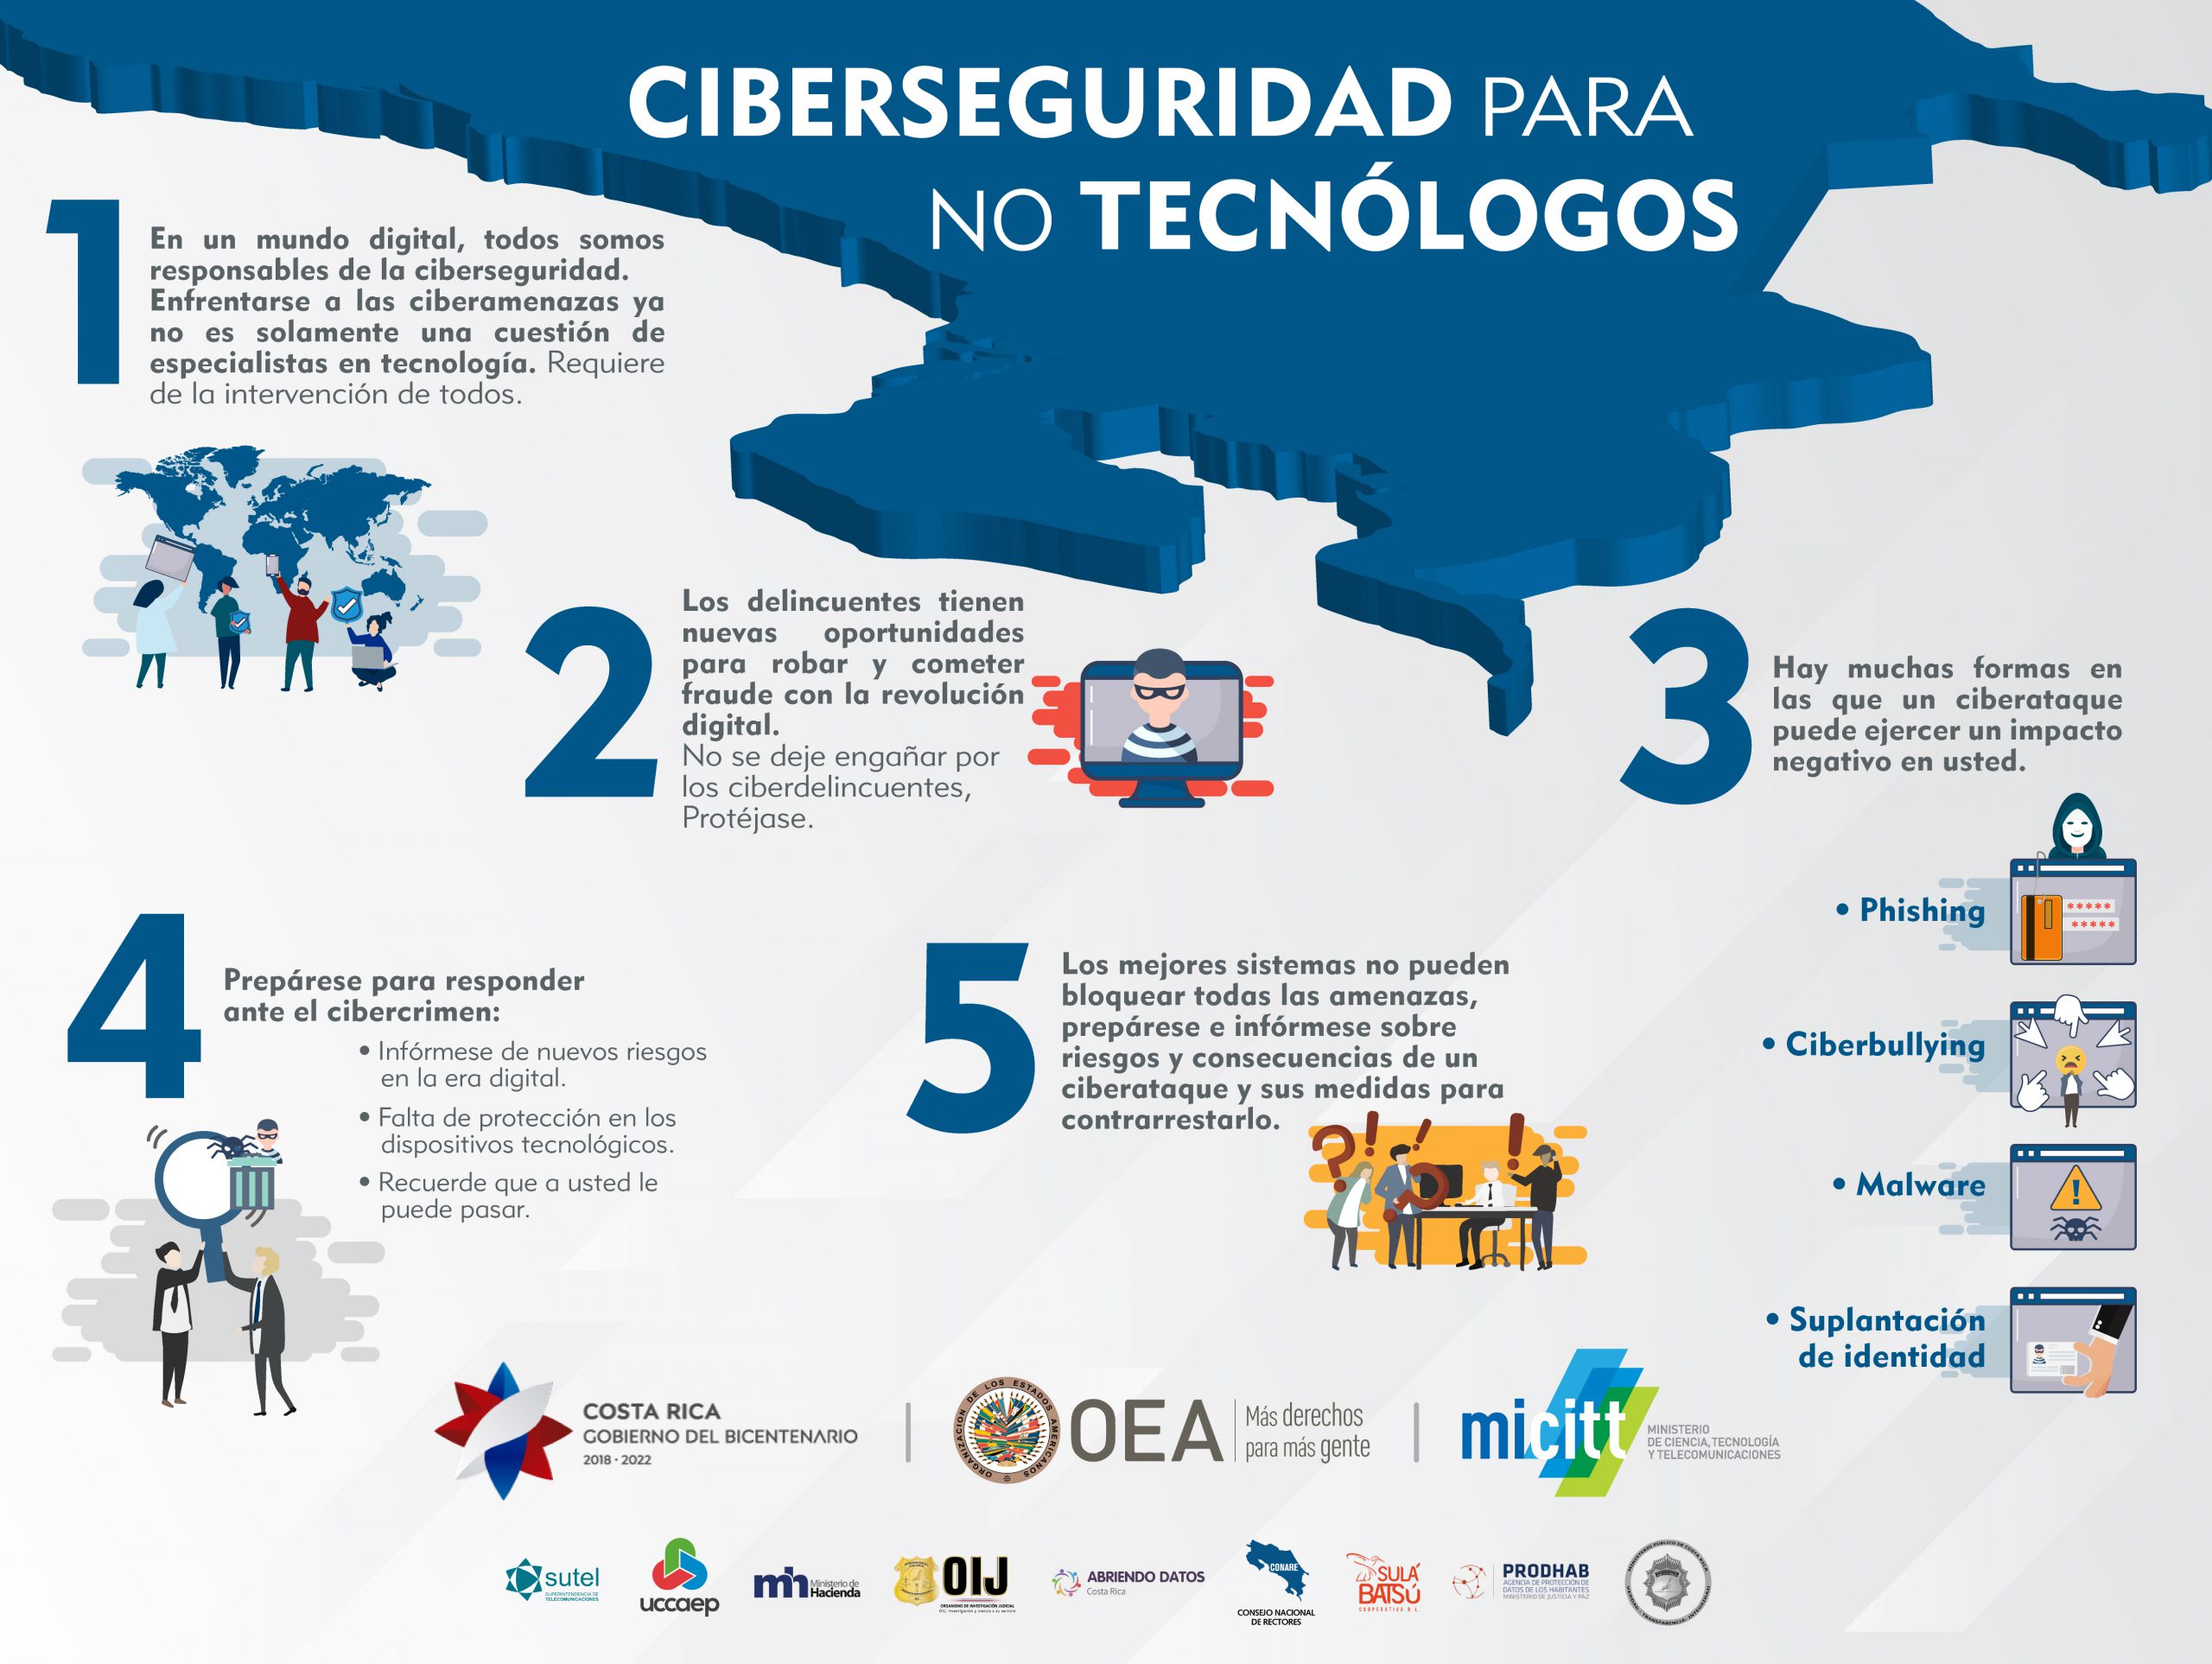 CIBERSEGURIDAD PARA
NO TECNÓLOGOS
1
En un mundo digital, todos somos
responsables de la ciberseguridad.
Enfrentarse a las ciberamenazas ya
no es solamente una cuestión de
especialistas en tecnología. Requiere
de la intervención de todos.
2
Los delincuentes tienen
nuevas oportunidades
para robar y cometer
fraude con la revolución
digital.
No se deje engañar por
los ciberdelincuentes,
Protéjase.
3
Hay muchas formas en
las que un ciberataque
puede ejercer un impacto
negativo en usted.
• Phishing
*****
*****
• Ciberbullying
• Malware
!
• Suplantación
de identidad
4
Prepárese para responder
ante el cibercrimen:
• Infórmese de nuevos riesgos
en la era digital.
• Falta de protección en los
dispositivos tecnológicos.
• Recuerde que a usted le
puede pasar.
5
Los mejores sistemas no pueden
bloquear todas las amenazas,
prepárese e infórmese sobre
riesgos y consecuencias de un
ciberataque y sus medidas para
contrarrestarlo.
? ! ! ? !
COSTA RICA
GOBIERNO DEL BICENTENARIO
2018 · 2022
ORGANIZACION DE LOS ESTADOS AMERICANOS
OEA
Más derechos
para más gente
micitt
MINISTERIO
DE CIENCIA, TECNOLOGÍA
Y TELECOMUNICACIONES
sutel
SUPERINTENDENCIA DE
TELECOMUNICACIONES
uccaep
mh
Ministerio de
Hacienda
OIJ
ORGANISMO DE INVESTIGACIÓN JUDICIAL
ABRIENDO DATOS
Costa Rica
CONARE
CONSEJO NACIONAL
DE RECTORES
SULÁ
BATSÚ
COOPERATIVA R.L.
PRODHAB
AGENCIA DE PROTECCIÓN DE
DATOS DE LOS HABITANTES
MINISTERIO DE JUSTICIA Y PAZ
MINISTERIO PUBLICO DE COSTA RICA